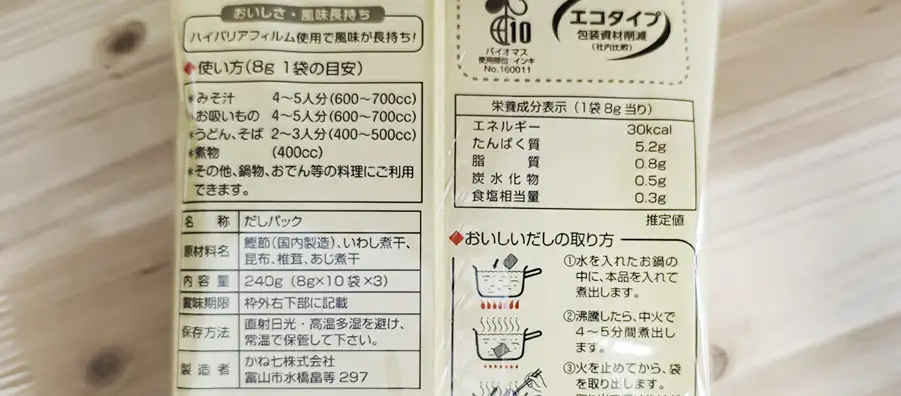 おいしさ・風味長持ち
ハイバリアフィルム使用で風味が長持ち!
◆使い方(8g 1袋の目安)
*みそ汁 4〜5人分(600〜700cc)
*お吸いもの 4〜5人分(600〜700cc)
*うどん、そば 2〜3人分(400〜500cc)
*煮物 (400cc)
*その他、鍋物、おでん等の料理にご利用
できます。
名称 だしパック
原材料名 鰹節(国内製造)、いわし煮干、
昆布、椎茸、あじ煮干
内容量 240g (8g×10袋×3)
賞味期限 枠外右下部に記載
保存方法 直射日光・高温多湿を避け、
常温で保管して下さい。
製造者 かね七株式会社
富山市水橋畠等297
10
バイオマス
使用部位 インキ
No.160011
エコタイプ
包装資材削減
(社内比較)
栄養成分表示 (1袋8g当り)
エネルギー 30kcal
たんぱく質 5.2g
脂質 0.8g
炭水化物 0.5g
食塩相当量 0.3g
推定値
◆おいしいだしの取り方
①水を入れたお鍋の
中に、本品を入れて
煮出します。
②沸騰したら、中火で
4〜5分間煮出し
ます。
③火を止めてから、袋
を取り出します。